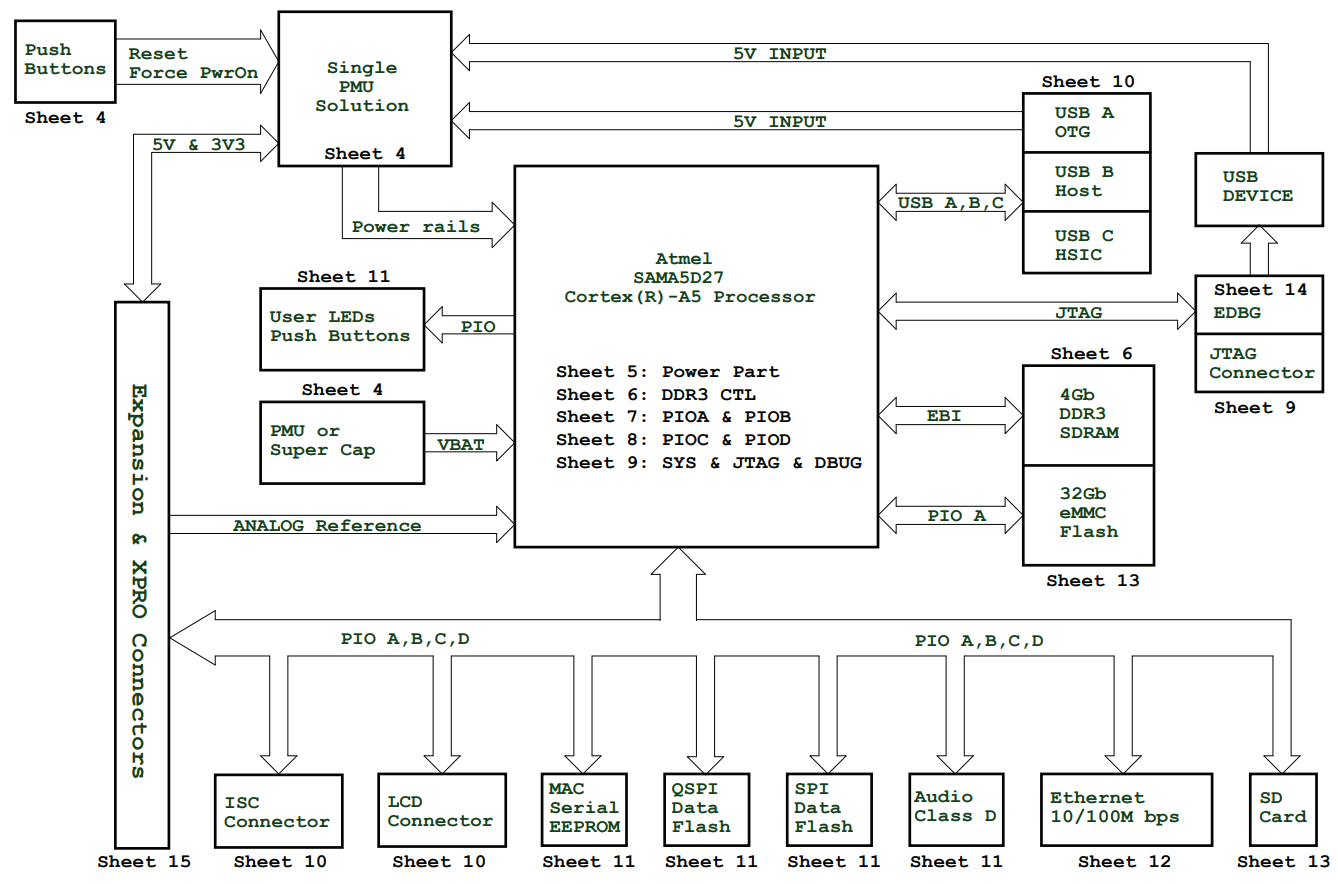 Push
Buttons
Sheet 4
Reset
Force PwrOn
Single
PMU
Solution
Sheet 4
5V INPUT
5V INPUT
Sheet 10
USB A
OTG
USB B
Host
USB C
HSIC
USB
DEVICE
5V & 3V3
Power rails
USB A,B,C
Atmel
SAMA5D27
Cortex(R)-A5 Processor
Sheet 5: Power Part
Sheet 6: DDR3 CTL
Sheet 7: PIOA & PIOB
Sheet 8: PIOC & PIOD
Sheet 9: SYS & JTAG & DBUG
Sheet 11
User LEDs
Push Buttons
PIO
JTAG
Sheet 14
EDBG
JTAG
Connector
Sheet 9
Sheet 4
PMU or
Super Cap
VBAT
EBI
Sheet 6
4Gb
DDR3
SDRAM
32Gb
eMMC
Flash
Sheet 13
PIO A
ANALOG Reference
Expansion & XPRO Connectors
Sheet 15
PIO A,B,C,D
PIO A,B,C,D
ISC
Connector
Sheet 10
LCD
Connector
Sheet 10
MAC
Serial
EEPROM
Sheet 11
QSPI
Data
Flash
Sheet 11
SPI
Data
Flash
Sheet 11
Audio
Class D
Sheet 11
Ethernet
10/100M bps
Sheet 12
SD
Card
Sheet 13